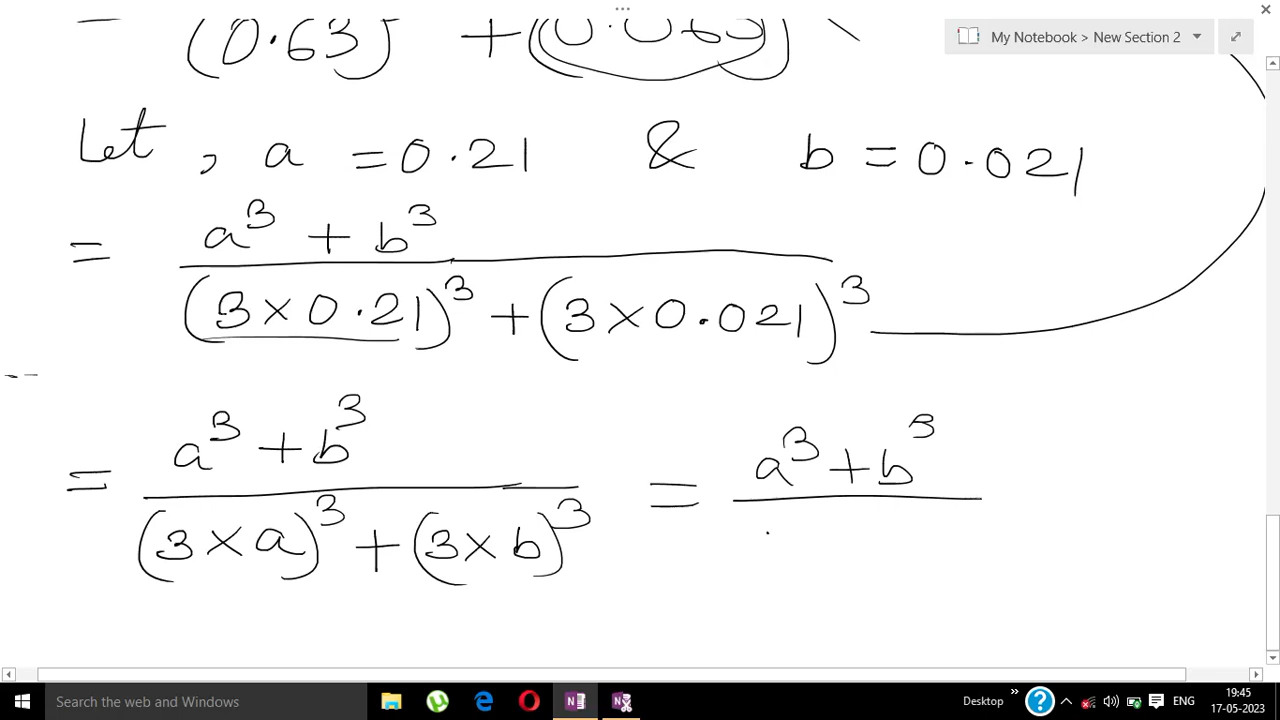 ...
My Notebook > New Section 2
= (0.63) + (0.063)
Let, a = 0.21 & b = 0.021
= a³ + b³
(3 × 0.21)³ + (3 × 0.021)³
= a³ + b³ = a³ + b³
(3 × a)³ + (3 × b)³
Search the web and Windows
Desktop » ENG 19:45
17-05-2023